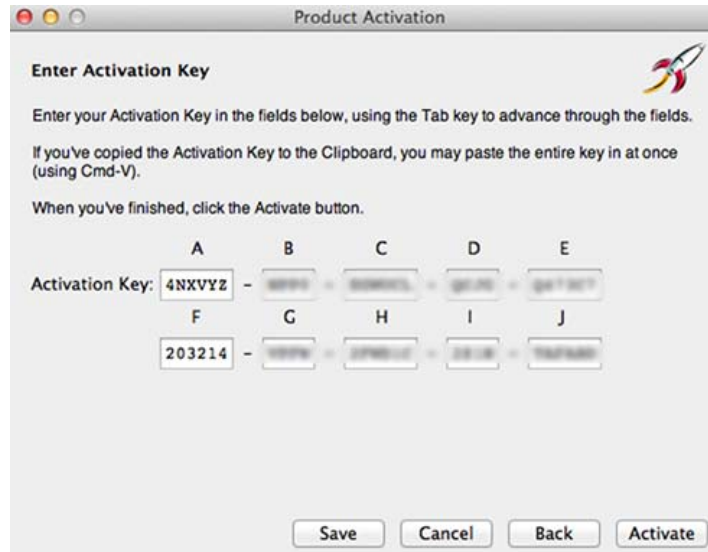 Product Activation
Enter Activation Key
Enter your Activation Key in the fields below, using the Tab key to advance through the fields.
If you've copied the Activation Key to the Clipboard, you may paste the entire key in at once
(using Cmd-V).
When you've finished, click the Activate button.
A B C D E
Activation Key: 4NXVYZ -
F G H I J
203214 -
Save Cancel Back Activate